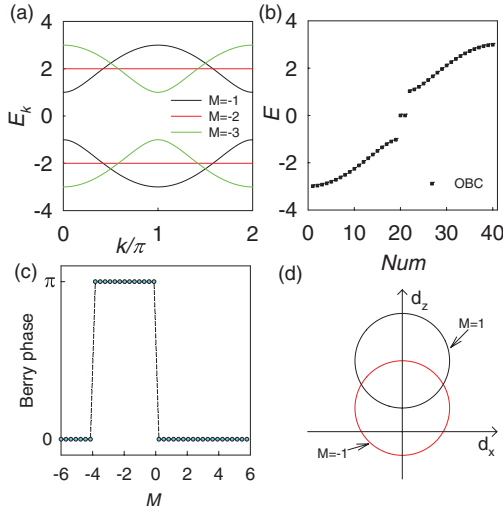 (a)
4
2
0
-2
-4
E_k
M=-1
M=-2
M=-3
0
1
2
k/π
(b)
4
2
0
-2
-4
E
OBC
0
10
20
30
40
Num
(c)
π
0
Berry phase
-6
-4
-2
0
2
4
6
M
(d)
d_z
M=1
d_x
M=-1